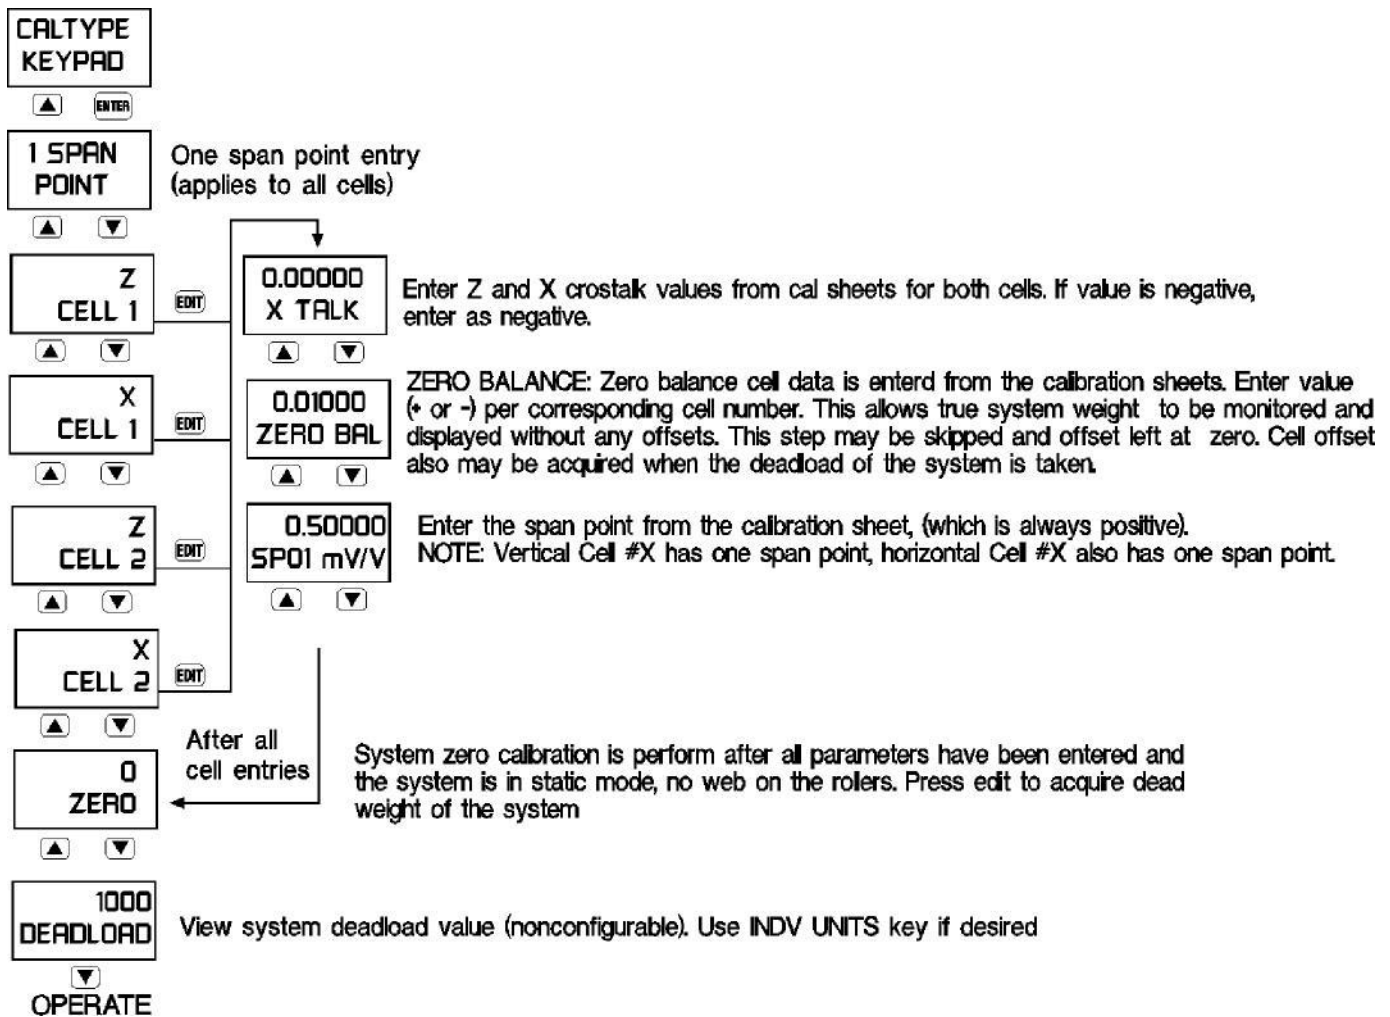 CALTYPE
KEYPAD
ENTER
1 SPAN
POINT
One span point entry
(applies to all cells)
Z
CELL 1
EDIT
0.00000
X TALK
Enter Z and X crostalk values from cal sheets for both cells. If value is negative,
enter as negative.
X
CELL 1
EDIT
0.01000
ZERO BAL
ZERO BALANCE: Zero balance cell data is enterd from the calibration sheets. Enter value
(+ or -) per corresponding cell number. This allows true system weight to be monitored and
displayed without any offsets. This step may be skipped and offset left at zero. Cell offset
also may be acquired when the deadload of the system is taken.
Z
CELL 2
EDIT
0.50000
SP01 mV/V
Enter the span point from the calibration sheet, (which is always positive).
NOTE: Vertical Cell #X has one span point, horizontal Cell #X also has one span point.
X
CELL 2
EDIT
After all
cell entries
0
ZERO
System zero calibration is perform after all parameters have been entered and
the system is in static mode, no web on the rollers. Press edit to acquire dead
weight of the system
1000
DEADLOAD
View system deadload value (nonconfigurable). Use INDV UNITS key if desired
OPERATE